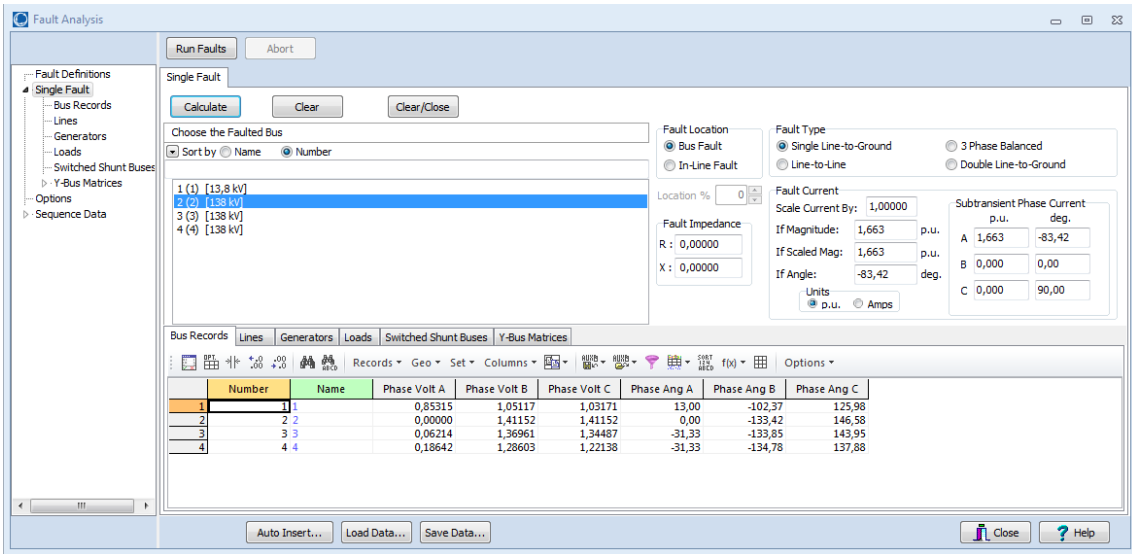 Fault Analysis
Run Faults Abort
Fault Definitions
Single Fault
Bus Records
Lines
Generators
Loads
Switched Shunt Buses
Y-Bus Matrices
Options
Sequence Data
Single Fault
Calculate Clear Clear/Close
Choose the Faulted Bus
Sort by Name Number
1 (1) [13,8 kV]
2 (2) [138 kV]
3 (3) [138 kV]
4 (4) [138 kV]
Fault Location
Bus Fault
In-Line Fault
Location % 0
Fault Impedance
R : 0,00000
X : 0,00000
Fault Type
Single Line-to-Ground 3 Phase Balanced
Line-to-Line Double Line-to-Ground
Fault Current
Scale Current By: 1,00000
If Magnitude: 1,663 p.u.
If Scaled Mag: 1,663 p.u.
If Angle: -83,42 deg.
Units
p.u. Amps
Subtransient Phase Current
p.u. deg.
A 1,663 -83,42
B 0,000 0,00
C 0,000 90,00
Bus Records Lines Generators Loads Switched Shunt Buses Y-Bus Matrices
Records Geo Set Columns f(x) Options
Number Name Phase Volt A Phase Volt B Phase Volt C Phase Ang A Phase Ang B Phase Ang C
1 1 1 0,85315 1,05117 1,03171 13,00 -102,37 125,98
2 2 2 0,00000 1,41152 1,41152 0,00 -133,42 146,58
3 3 3 0,06214 1,36961 1,34487 -31,33 -133,85 143,95
4 4 4 0,18642 1,28603 1,22138 -31,33 -134,78 137,88
Auto Insert... Load Data... Save Data... Close Help